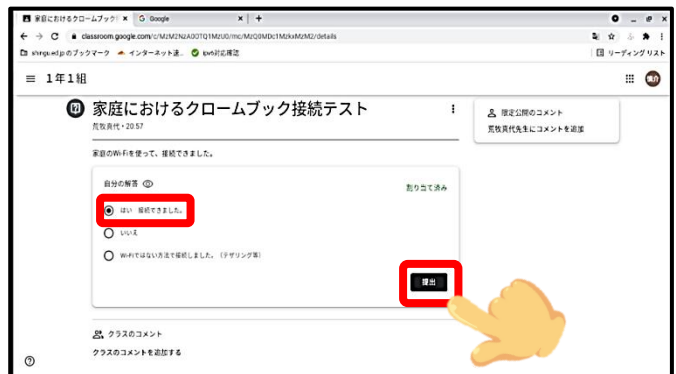 家庭におけるクロームブック
Google
classroom.google.com/c/MzM2NzA0OTQ1MzU0/mc/MzQ0MDc1MzkxMzM2/details
shingu.ed.jp のブックマーク
インターネット速...
ipv6対応確認
リーディング リスト
1年1組
家庭におけるクロームブック接続テスト
荒牧真代・20:57
限定公開のコメント
荒牧真代先生にコメントを追加
家庭のWi-Fiを使って、接続できました。
自分の解答
割り当て済み
はい 接続できました。
いいえ
Wi-Fiではない方法で接続しました。(テザリング等)
提出
クラスのコメント
クラスのコメントを追加する